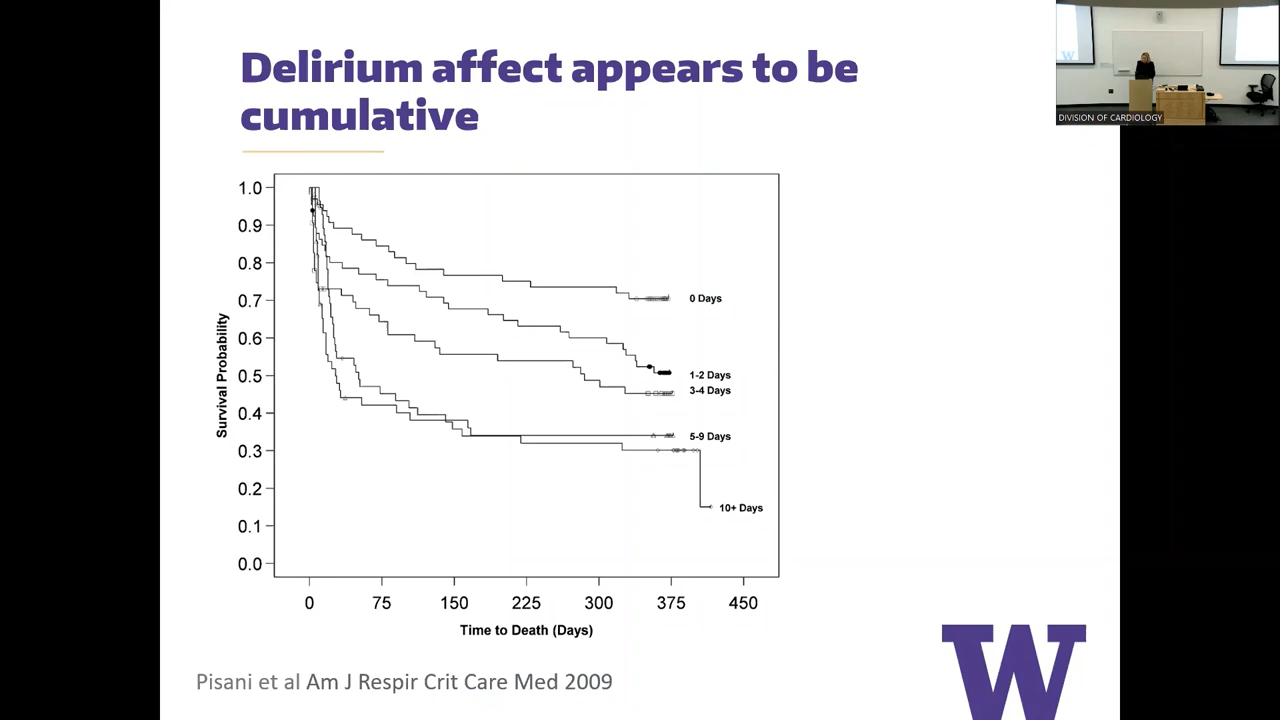 Delirium affect appears to be
cumulative
DIVISION OF CARDIOLOGY
1.0
0.9
0.8
0.7
0.6
0.5
0.4
0.3
0.2
0.1
0.0
Survival Probability
0 Days
1-2 Days
3-4 Days
5-9 Days
10+ Days
0 75 150 225 300 375 450
Time to Death (Days)
Pisani et al Am J Respir Crit Care Med 2009
W